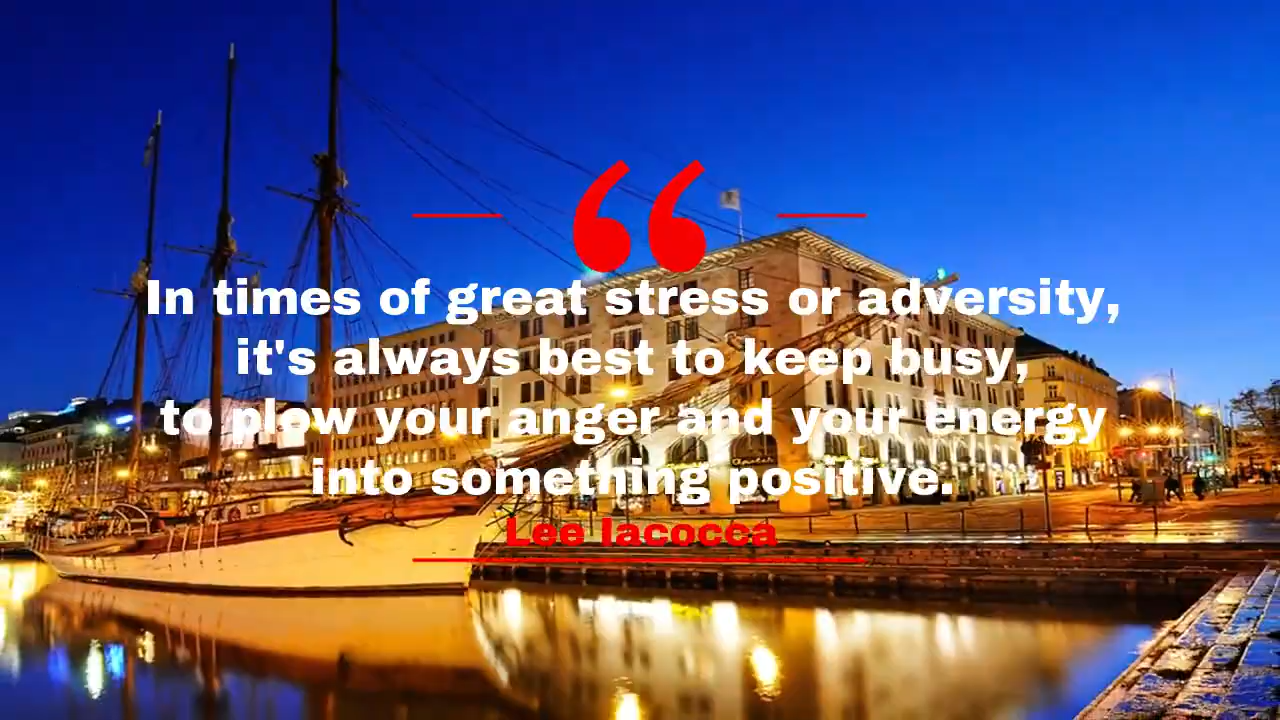 “
In times of great stress or adversity,
it's always best to keep busy,
to plow your anger and your energy
into something positive.
Lee Iacocca